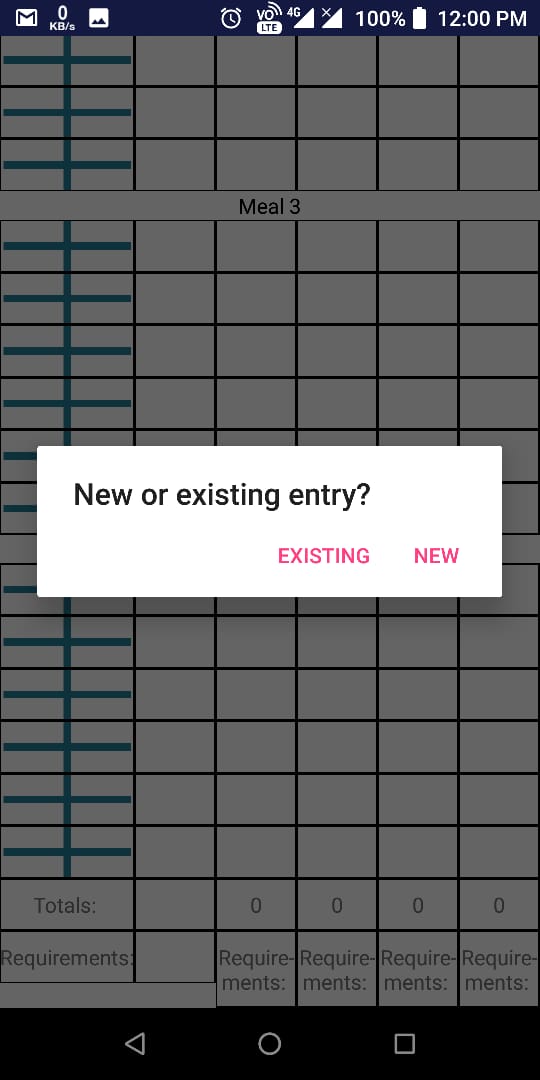 0
KB/s
VO
LTE
4G
100%
12:00 PM
Meal 3
New or existing entry?
EXISTING NEW
Totals: 0 0 0 0
Requirements: Require- Require- Require- Require-
ments: ments: ments: ments: